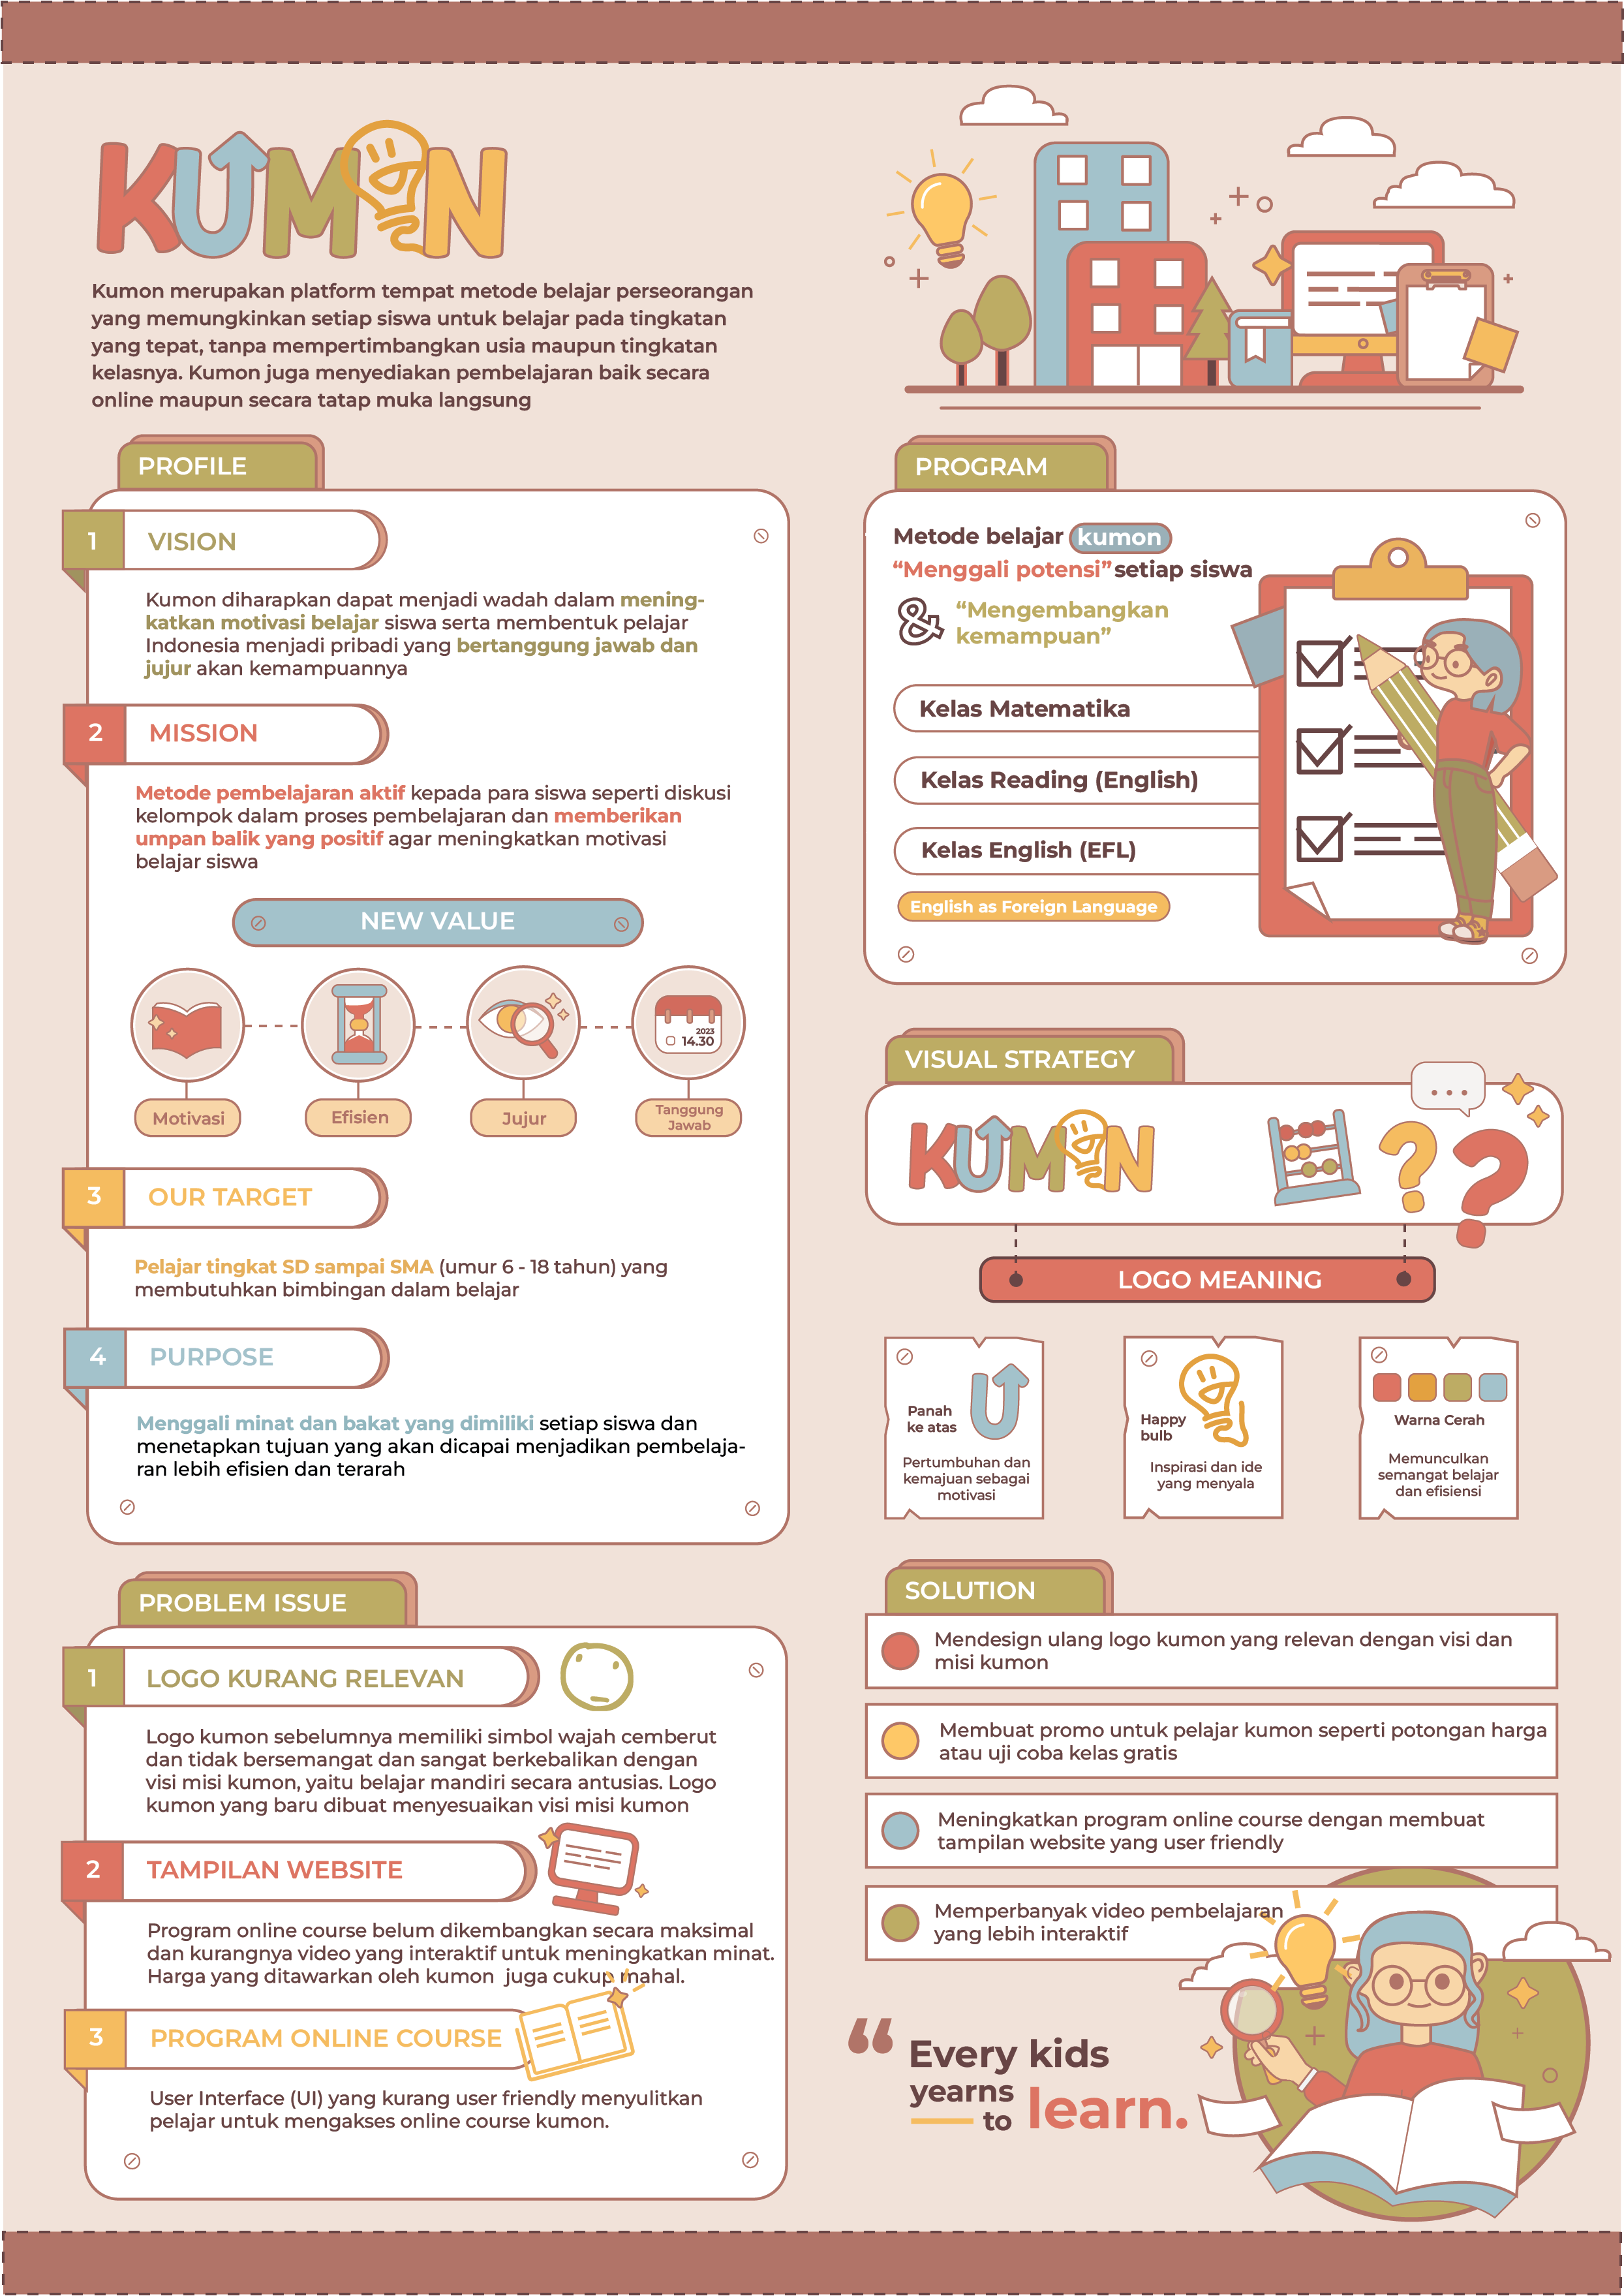 KUMON
Kumon merupakan platform tempat metode belajar perseorangan
yang memungkinkan setiap siswa untuk belajar pada tingkatan
yang tepat, tanpa mempertimbangkan usia maupun tingkatan
kelasnya. Kumon juga menyediakan pembelajaran baik secara
online maupun secara tatap muka langsung
PROFILE
1 VISION
Kumon diharapkan dapat menjadi wadah dalam mening-
katkan motivasi belajar siswa serta membentuk pelajar
Indonesia menjadi pribadi yang bertanggung jawab dan
jujur akan kemampuannya
2 MISSION
Metode pembelajaran aktif kepada para siswa seperti diskusi
kelompok dalam proses pembelajaran dan memberikan
umpan balik yang positif agar meningkatkan motivasi
belajar siswa
NEW VALUE
2023
14.30
Motivasi
Efisien
Jujur
Tanggung
Jawab
3 OUR TARGET
Pelajar tingkat SD sampai SMA (umur 6 - 18 tahun) yang
membutuhkan bimbingan dalam belajar
4 PURPOSE
Menggali minat dan bakat yang dimiliki setiap siswa dan
menetapkan tujuan yang akan dicapai menjadikan pembelaja-
ran lebih efisien dan terarah
PROBLEM ISSUE
1 LOGO KURANG RELEVAN
Logo kumon sebelumnya memiliki simbol wajah cemberut
dan tidak bersemangat dan sangat berkebalikan dengan
visi misi kumon, yaitu belajar mandiri secara antusias. Logo
kumon yang baru dibuat menyesuaikan visi misi kumon
2 TAMPILAN WEBSITE
Program online course belum dikembangkan secara maksimal
dan kurangnya video yang interaktif untuk meningkatkan minat.
Harga yang ditawarkan oleh kumon juga cukup mahal.
3 PROGRAM ONLINE COURSE
User Interface (UI) yang kurang user friendly menyulitkan
pelajar untuk mengakses online course kumon.
PROGRAM
Metode belajar kumon
“Menggali potensi” setiap siswa
& “Mengembangkan
kemampuan”
Kelas Matematika
Kelas Reading (English)
Kelas English (EFL)
English as Foreign Language
VISUAL STRATEGY
KUMON
? ?
LOGO MEANING
Panah
ke atas
Pertumbuhan dan
kemajuan sebagai
motivasi
Happy
bulb
Inspirasi dan ide
yang menyala
Warna Cerah
Memunculkan
semangat belajar
dan efisiensi
SOLUTION
Mendesign ulang logo kumon yang relevan dengan visi dan
misi kumon
Membuat promo untuk pelajar kumon seperti potongan harga
atau uji coba kelas gratis
Meningkatkan program online course dengan membuat
tampilan website yang user friendly
Memperbanyak video pembelajaran
yang lebih interaktif
“ Every kids
yearns
to learn.